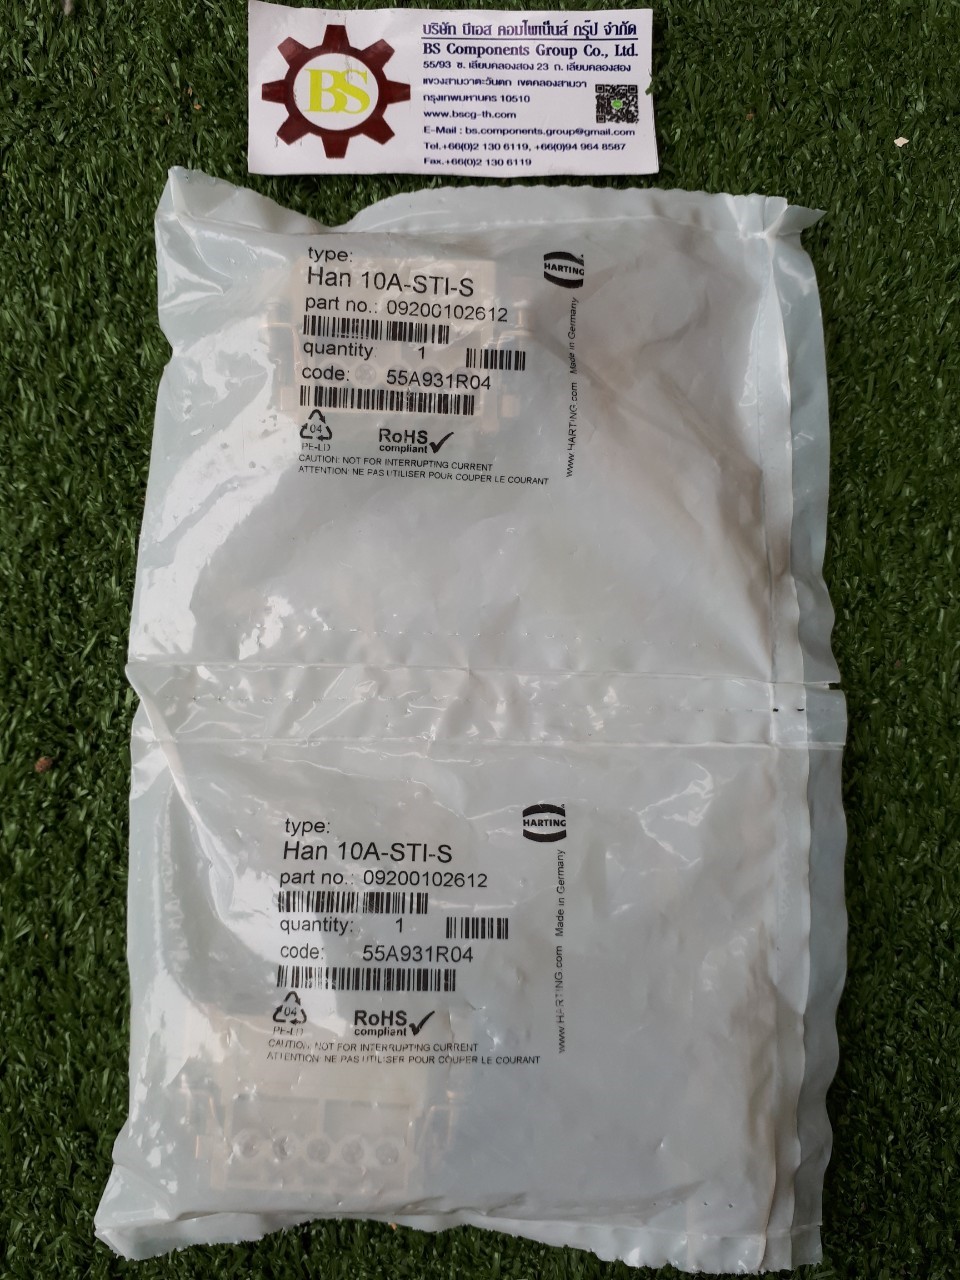 BS
บริษัท บีเอส คอมโพเน็นส์ กรุ๊ป จำกัด
BS Components Group Co., Ltd.
55/93 ซ. เลียบคลองสอง 23 ถ. เลียบคลองสอง
แขวงสามวาตะวันตก เขตคลองสามวา
กรุงเทพมหานคร 10510
www.bscg-th.com
E-Mail : bs.components.group@gmail.com
Tel.+66(0)2 130 6119, +66(0)94 964 8587
Fax.+66(0)2 130 6119
type:
Han 10A-STI-S
part no.: 09200102612
quantity 1
code: 55A931R04
04
PE-LD
RoHS
compliant
CAUTION: NOT FOR INTERRUPTING CURRENT
ATTENTION: NE PAS UTILISER POUR COUPER LE COURANT
HARTING
www.HARTING.com Made in Germany
type:
Han 10A-STI-S
part no.: 09200102612
quantity: 1
code: 55A931R04
04
PE-LD
RoHS
compliant
CAUTION: NOT FOR INTERRUPTING CURRENT
ATTENTION: NE PAS UTILISER POUR COUPER LE COURANT
HARTING
www.HARTING.com Made in Germany